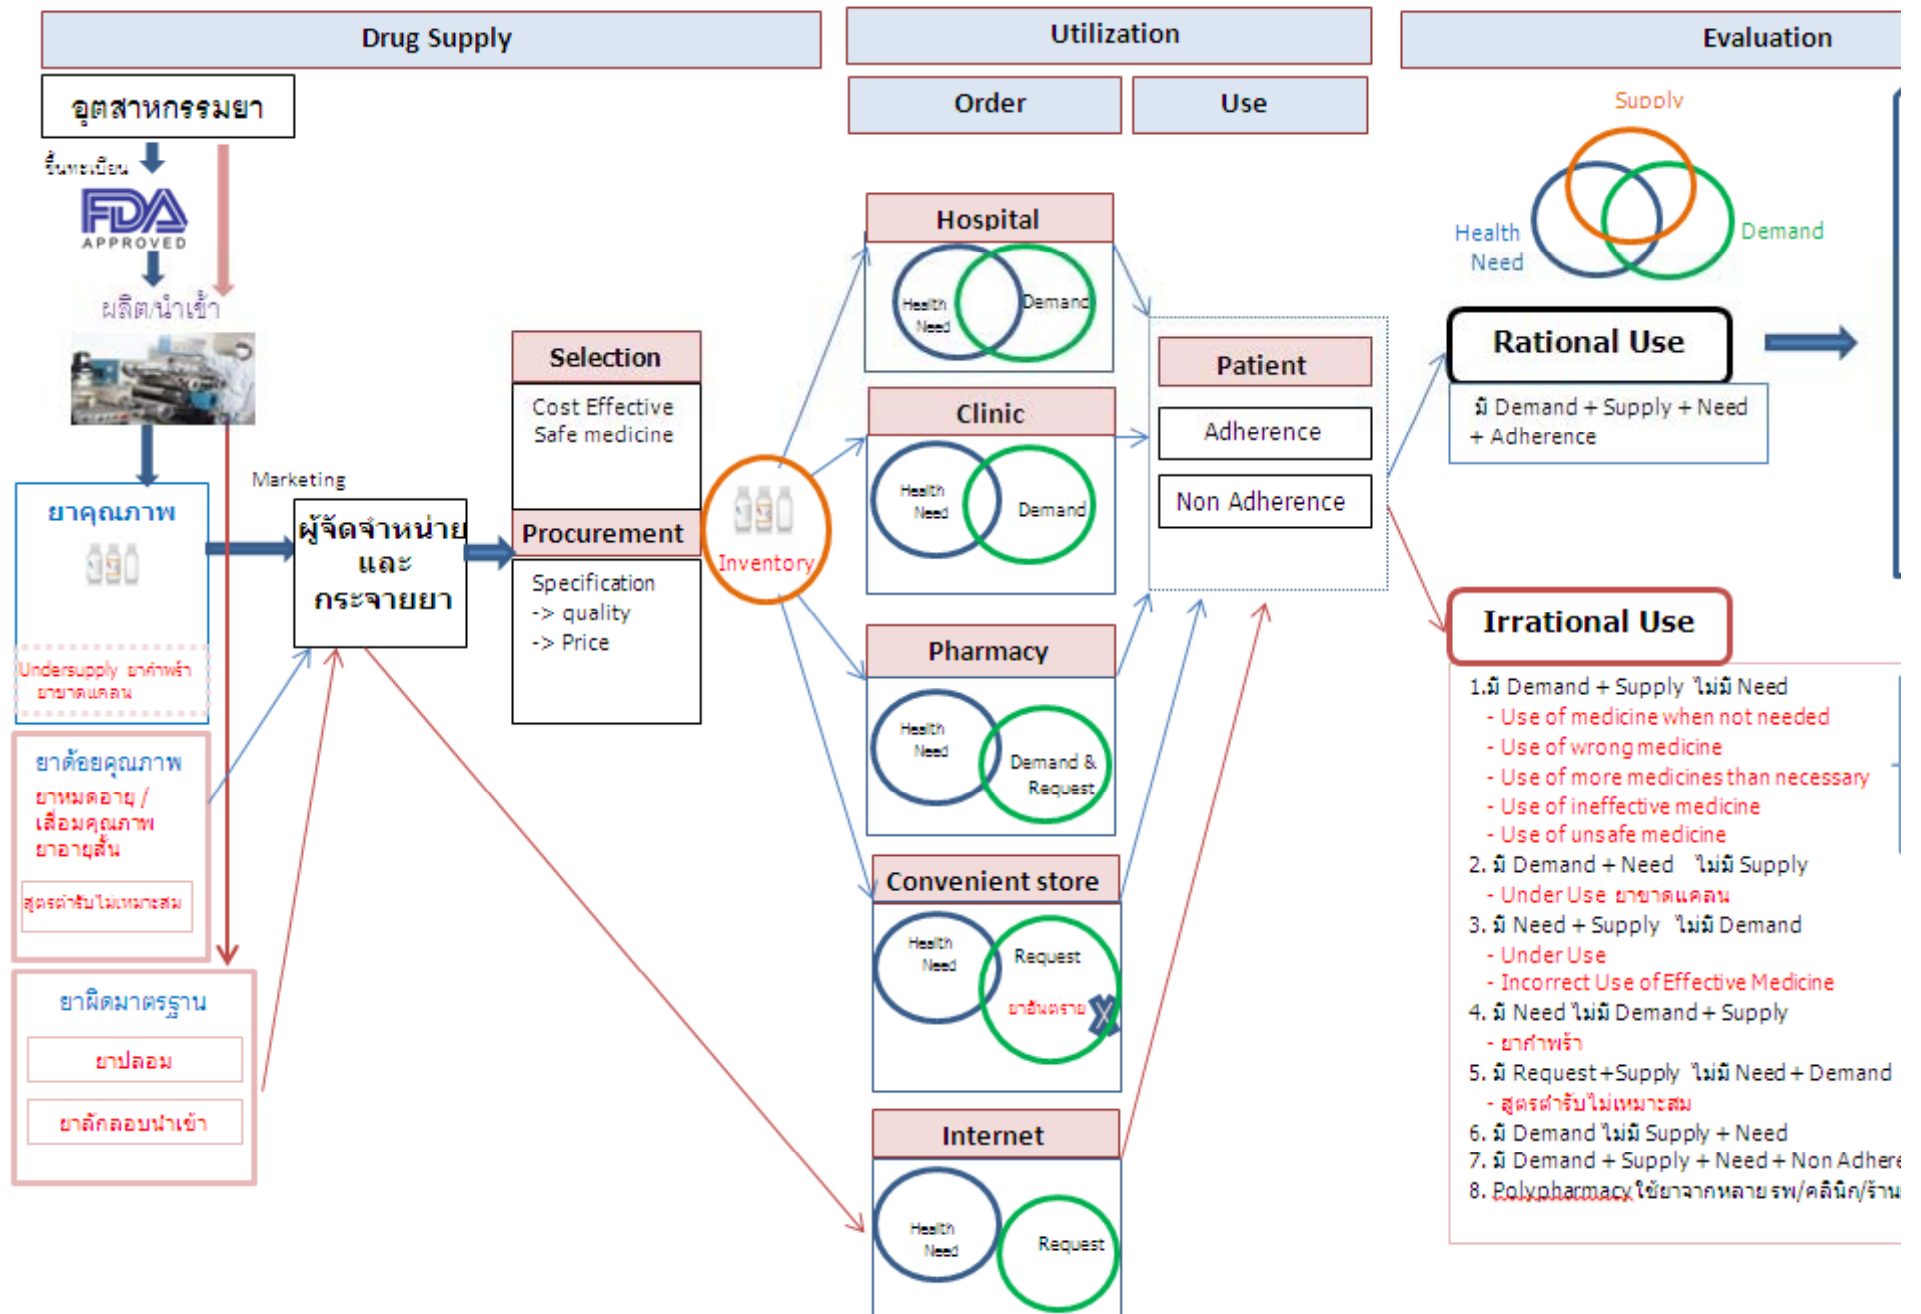 Drug Supply
Utilization
Evaluation
Order
Use
อุตสาหกรรมยา
ขึ้นทะเบียน
FDA
APPROVED
ผลิต/นำเข้า
ยาคุณภาพ
Undersupply ยากำพร้า
ยาขาดแคลน
ยาด้อยคุณภาพ
ยาหมดอายุ /
เสื่อมคุณภาพ
ยาอายุสั้น
สูตรตำรับไม่เหมาะสม
ยาผิดมาตรฐาน
ยาปลอม
ยาลักลอบนำเข้า
Marketing
ผู้จัดจำหน่าย
และ
กระจายยา
Selection
Cost Effective
Safe medicine
Procurement
Specification
-> quality
-> Price
Inventory
Hospital
Health
Need
Demand
Clinic
Health
Need
Demand
Pharmacy
Health
Need
Demand &
Request
Convenient store
Health
Need
Request
ยาอันตราย
X
Internet
Health
Need
Request
Patient
Adherence
Non Adherence
Supply
Health
Need
Demand
Rational Use
มี Demand + Supply + Need
+ Adherence
Irrational Use
1.มี Demand + Supply ไม่มี Need
- Use of medicine when not needed
- Use of wrong medicine
- Use of more medicines than necessary
- Use of ineffective medicine
- Use of unsafe medicine
2. มี Demand + Need ไม่มี Supply
- Under Use ยาขาดแคลน
3. มี Need + Supply ไม่มี Demand
- Under Use
- Incorrect Use of Effective Medicine
4. มี Need ไม่มี Demand + Supply
- ยากำพร้า
5. มี Request+Supply ไม่มี Need + Demand
- สูตรตำรับไม่เหมาะสม
6. มี Demand ไม่มี Supply + Need
7. มี Demand + Supply + Need + Non Adhere
8. Polypharmacy ใช้ยาจากหลายรพ/คลินิก/ร้าน